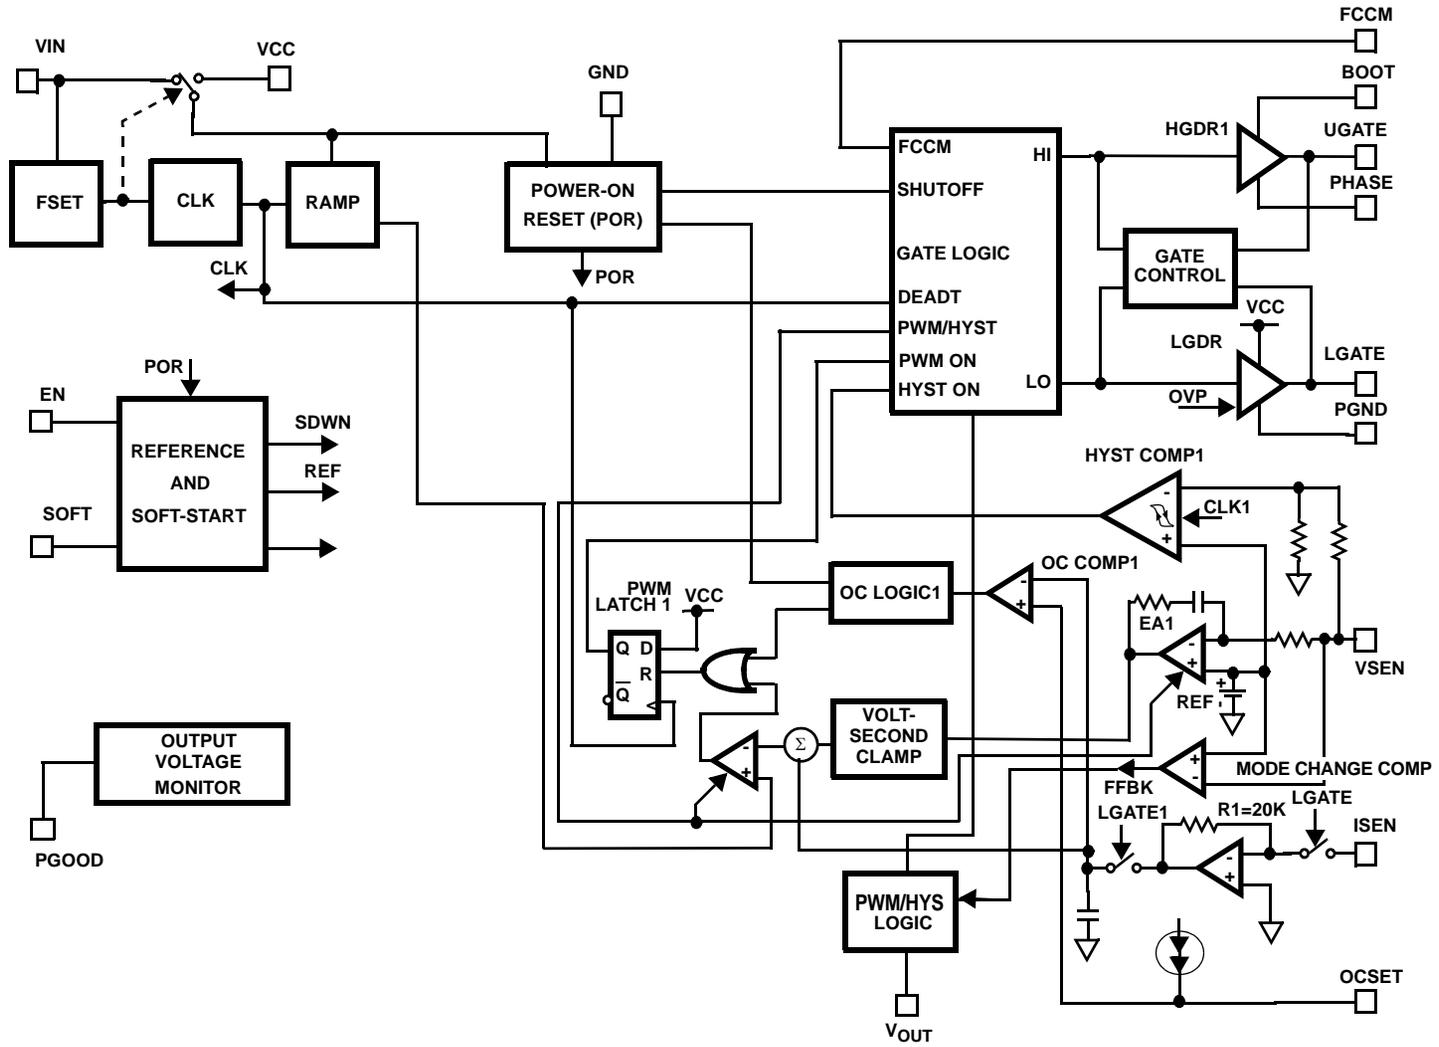 FCCM
VIN
VCC
GND
BOOT
HGDR1
UGATE
PHASE
FCCM
HI
SHUTOFF
GATE LOGIC
DEADT
PWM/HYST
PWM ON
HYST ON
LO
FSET
CLK
RAMP
POWER-ON
RESET (POR)
CLK
POR
GATE
CONTROL
VCC
LGDR
LGATE
OVP
PGND
POR
EN
SDWN
REFERENCE
AND
SOFT-START
REF
SOFT
HYST COMP1
-
CLK1
+
OC COMP1
-
+
OC LOGIC1
PWM
LATCH 1
VCC
Q D
R
Q
<
EA1
-
+
VSEN
REF
+
-
VOLT-
SECOND
CLAMP
Σ
-
+
OUTPUT
VOLTAGE
MONITOR
PGOOD
+
-
MODE CHANGE COMP
FFBK
LGATE
LGATE1
R1=20K
ISEN
-
+
PWM/HYS
LOGIC
OCSET
VOUT